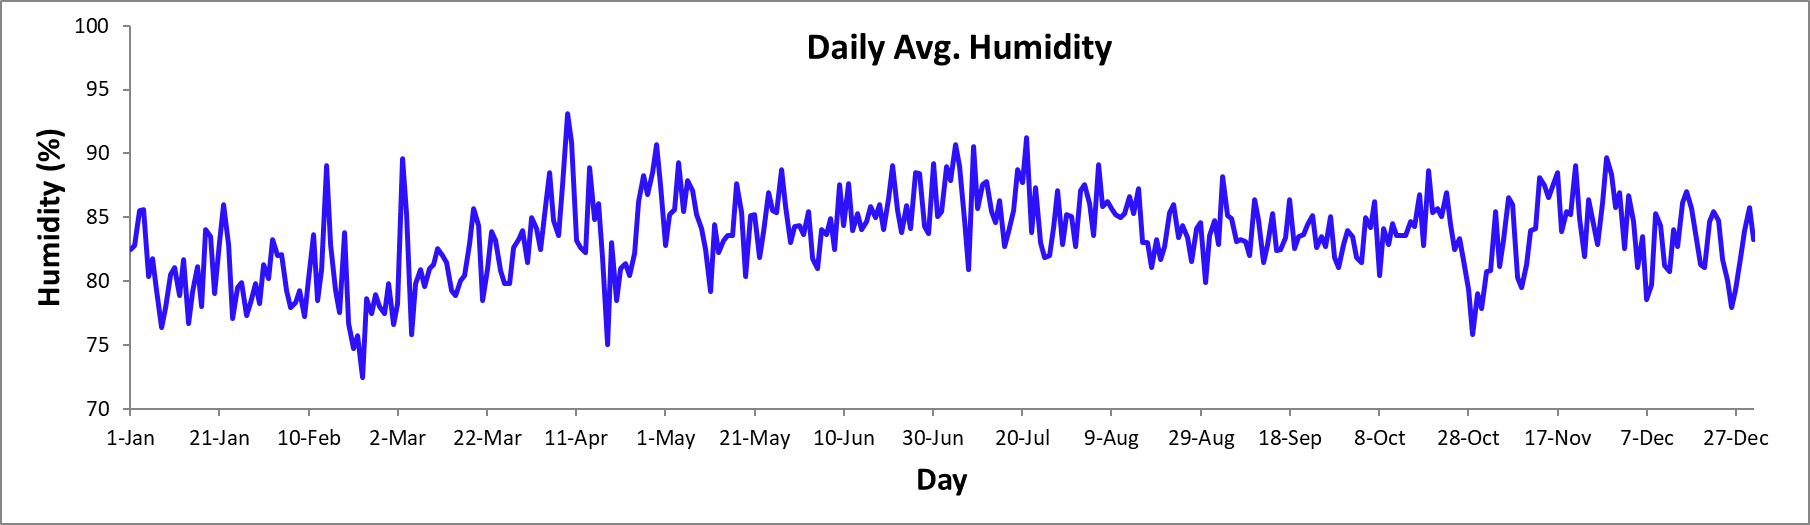 Daily Avg. Humidity
Humidity (%)
100
95
90
85
80
75
70
1-Jan 21-Jan 10-Feb 2-Mar 22-Mar 11-Apr 1-May 21-May 10-Jun 30-Jun 20-Jul 9-Aug 29-Aug 18-Sep 8-Oct 28-Oct 17-Nov 7-Dec 27-Dec
Day